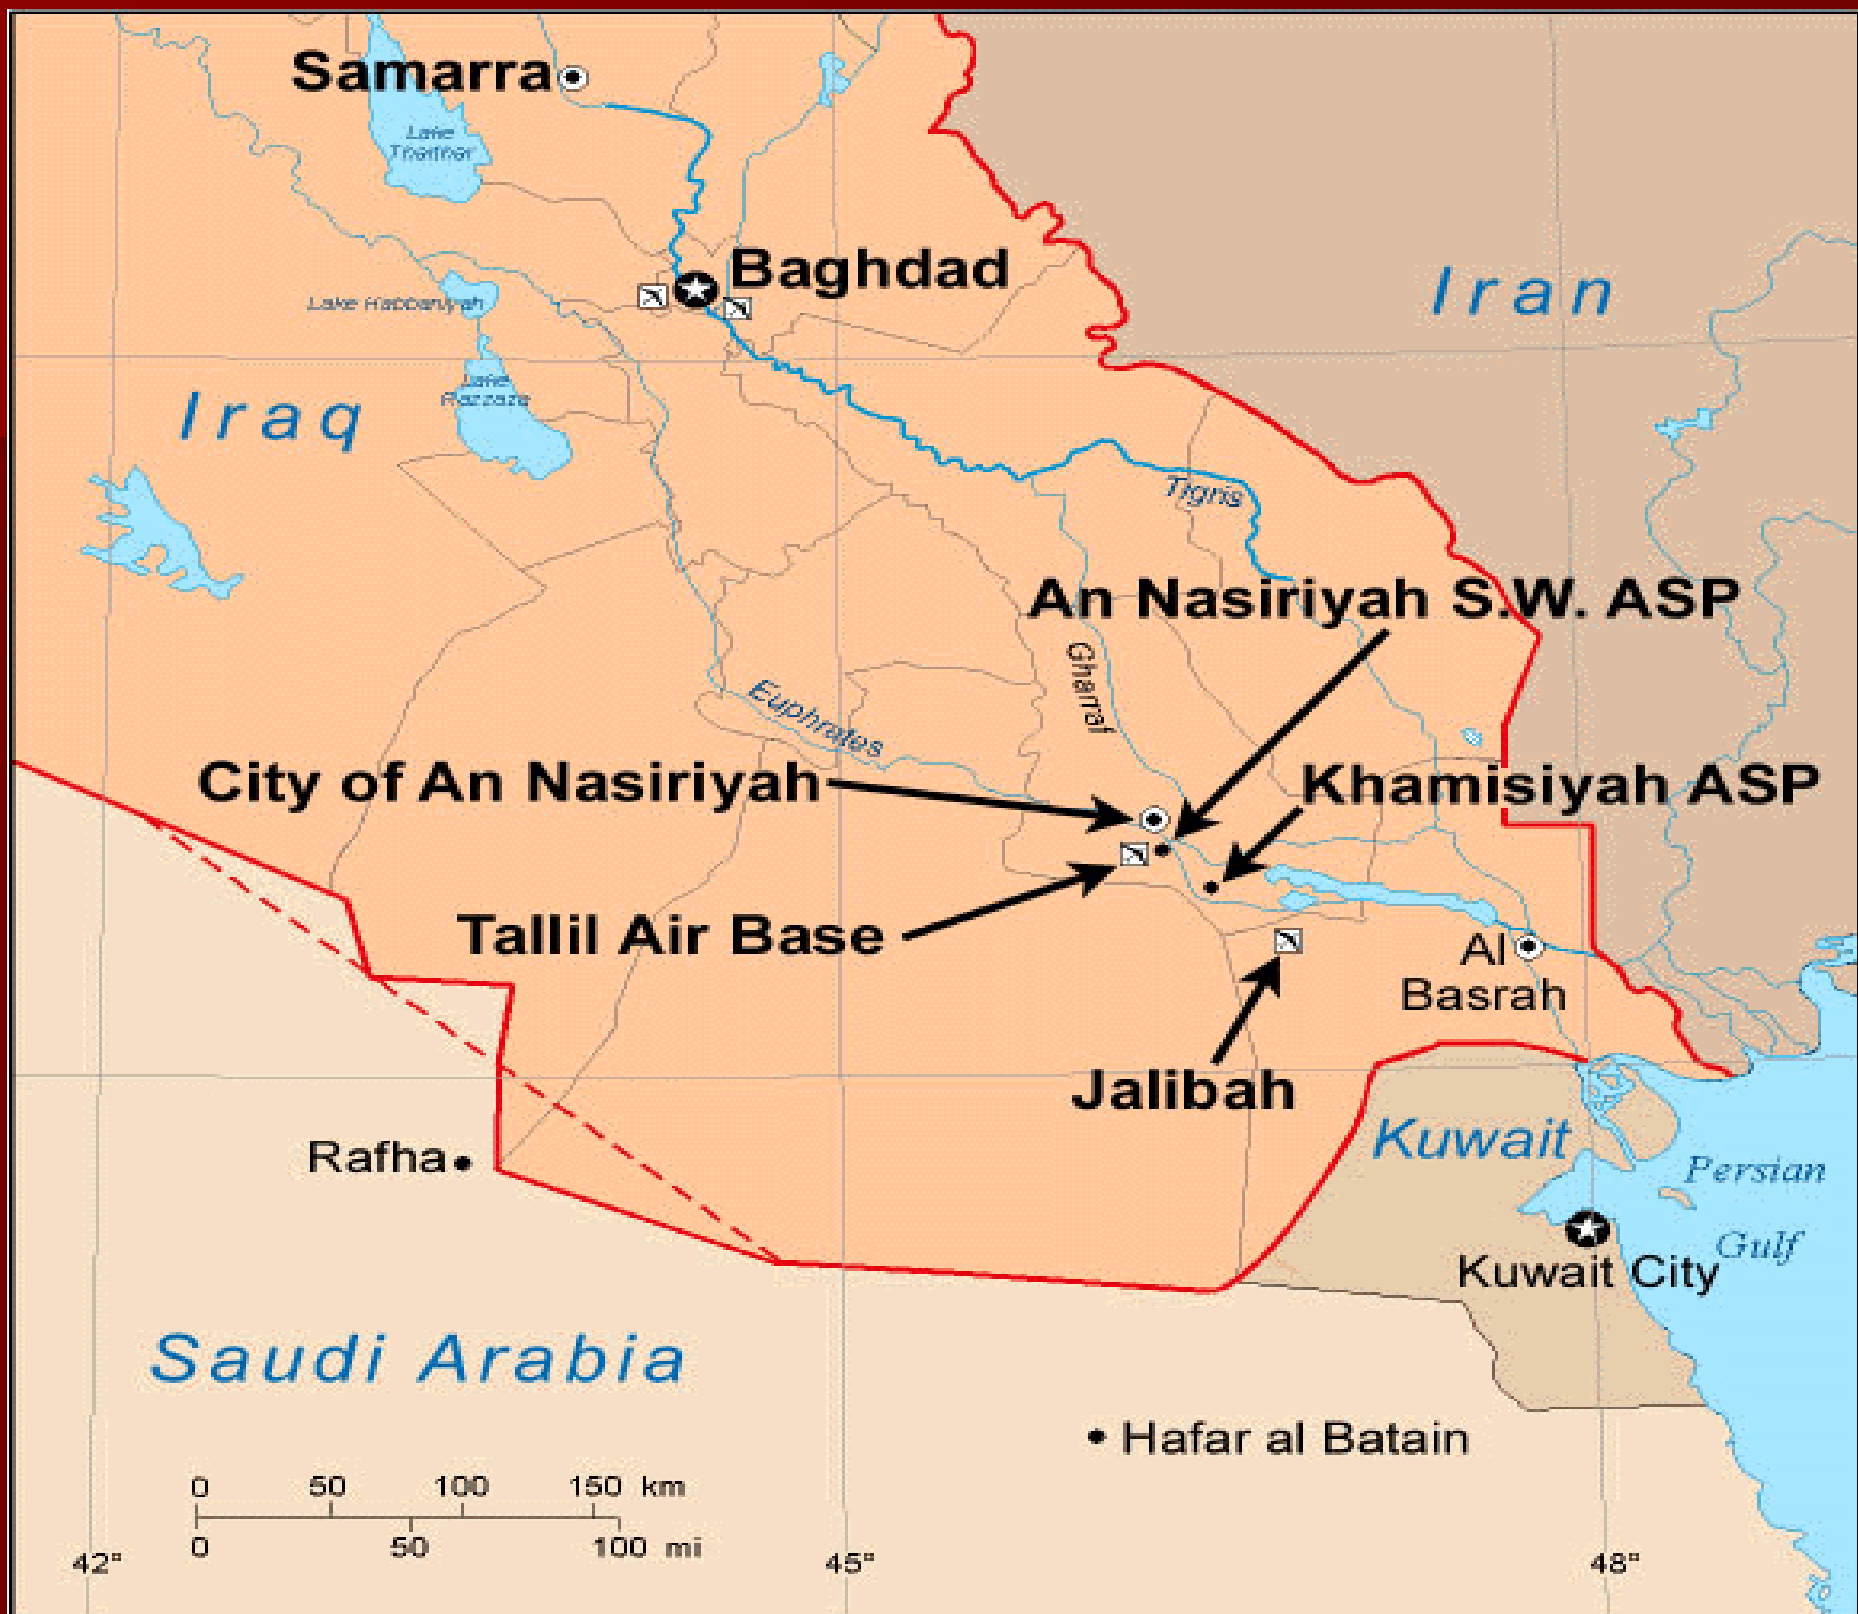 Samarra
Lake
Tharthar
Baghdad
Iran
Lake Habbaniyah
Lake
Razzaze
Iraq
Tigris
An Nasiriyah S.W. ASP
Gharraf
Euphrates
City of An Nasiriyah
Khamisiyah ASP
Tallil Air Base
Al
Basrah
Jalibah
Kuwait
Rafha
Persian
Gulf
Kuwait City
Saudi Arabia
Hafar al Batain
0 50 100 150 km
0 50 100 mi
42° 45° 48°